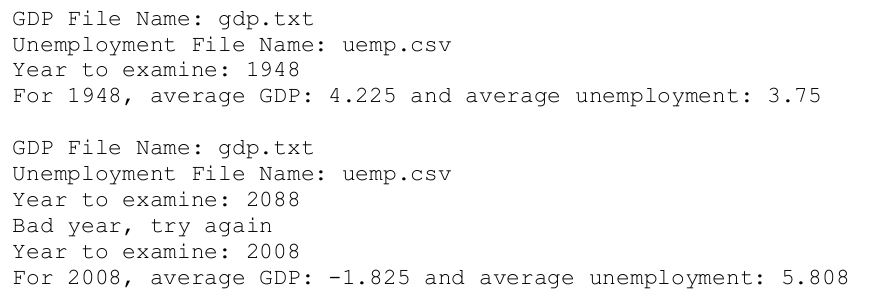 GDP File Name: gdp.txt
Unemployment File Name: uemp.csv
Year to examine: 1948
For 1948, average GDP: 4.225 and average unemployment: 3.75
GDP File Name: gdp.txt
Unemployment File Name: uemp.csv
Year to examine: 2088
Bad year, try again
Year to examine: 2008
For 2008, average GDP: -1.825 and average unemployment: 5.808